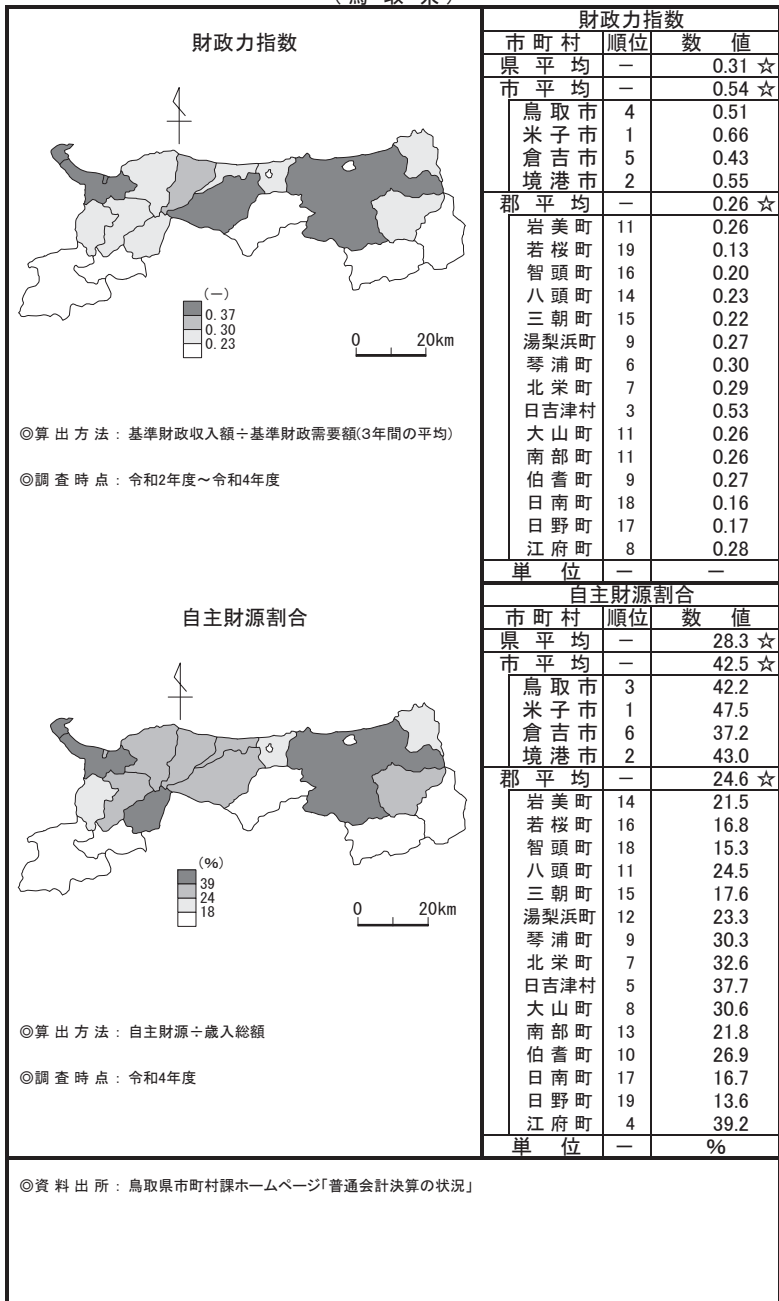 財政力指数
(－)
0.37
0.30
0.23
0 20km
◎算出方法：基準財政収入額÷基準財政需要額(3年間の平均)
◎調査時点：令和2年度～令和4年度
財政力指数
市町村 順位 数値
県平均 － 0.31 ☆
市平均 － 0.54 ☆
鳥取市 4 0.51
米子市 1 0.66
倉吉市 5 0.43
境港市 2 0.55
郡平均 － 0.26 ☆
岩美町 11 0.26
若桜町 19 0.13
智頭町 16 0.20
八頭町 14 0.23
三朝町 15 0.22
湯梨浜町 9 0.27
琴浦町 6 0.30
北栄町 7 0.29
日吉津村 3 0.53
大山町 11 0.26
南部町 11 0.26
伯耆町 9 0.27
日南町 18 0.16
日野町 17 0.17
江府町 8 0.28
単位 － －
自主財源割合
(%)
39
24
18
0 20km
◎算出方法：自主財源÷歳入総額
◎調査時点：令和4年度
自主財源割合
市町村 順位 数値
県平均 － 28.3 ☆
市平均 － 42.5 ☆
鳥取市 3 42.2
米子市 1 47.5
倉吉市 6 37.2
境港市 2 43.0
郡平均 － 24.6 ☆
岩美町 14 21.5
若桜町 16 16.8
智頭町 18 15.3
八頭町 11 24.5
三朝町 15 17.6
湯梨浜町 12 23.3
琴浦町 9 30.3
北栄町 7 32.6
日吉津村 5 37.7
大山町 8 30.6
南部町 13 21.8
伯耆町 10 26.9
日南町 17 16.7
日野町 19 13.6
江府町 4 39.2
単位 － %
◎資料出所：鳥取県市町村課ホームページ「普通会計決算の状況」